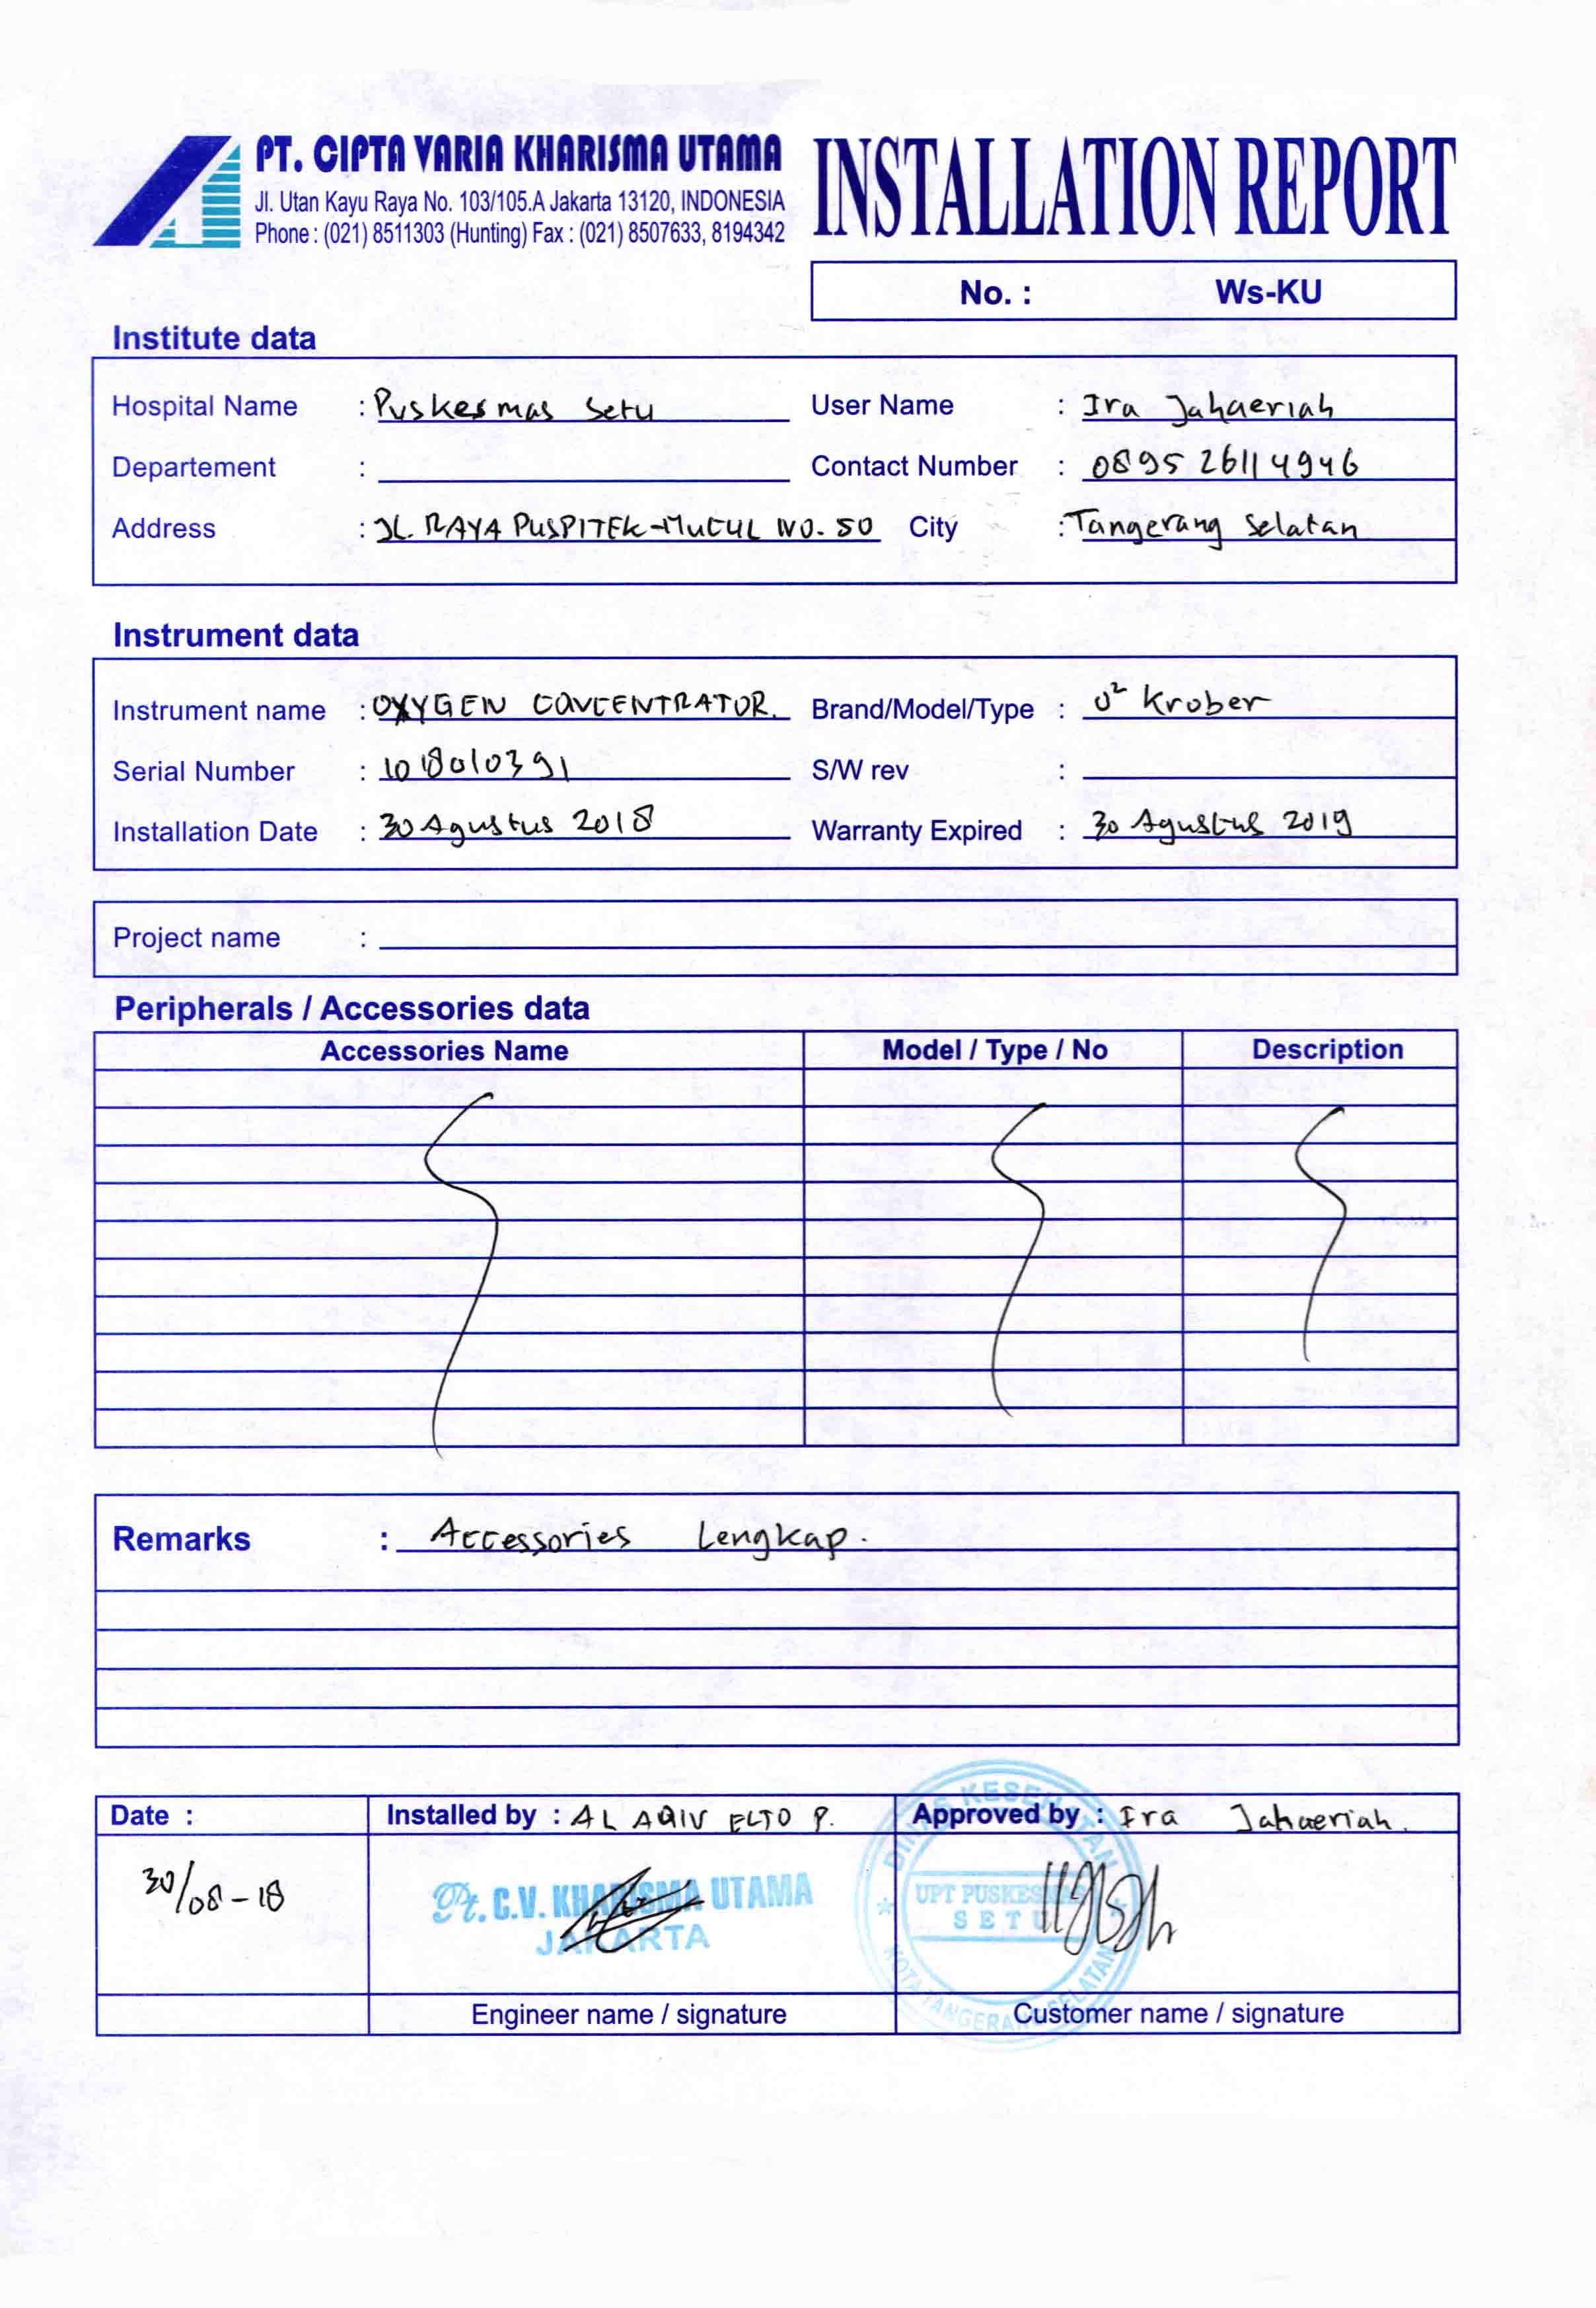 PT. CIPTA VARIA KHARISMA UTAMA
Jl. Utan Kayu Raya No. 103/105.A Jakarta 13120, INDONESIA
Phone : (021) 8511303 (Hunting) Fax : (021) 8507633, 8194342
INSTALLATION REPORT
No. : Ws-KU
Institute data
Hospital Name : Puskesmas Setu User Name : Ira Jahaeriah
Departement : Contact Number : 0895 2611 4946
Address : JL. RAYA PUSPITEK-MUCUL NO. 50 City : Tangerang Selatan
Instrument data
Instrument name : OXYGEN CONCENTRATOR. Brand/Model/Type : O² Krober
Serial Number : 1018010391 S/W rev :
Installation Date : 30 Agustus 2018 Warranty Expired : 30 Agustus 2019
Project name :
Peripherals / Accessories data
Accessories Name Model / Type / No Description
Remarks : Accessories Lengkap.
Date : Installed by : AL AQIV ELTO P. Approved by : Ira Jahaeriah.
30/08-18
Pt. C.V. KHARISMA UTAMA
JAKARTA
DINAS KESEHATAN
UPT PUSKESMAS
SETU
KOTA TANGERANG SELATAN
Engineer name / signature Customer name / signature